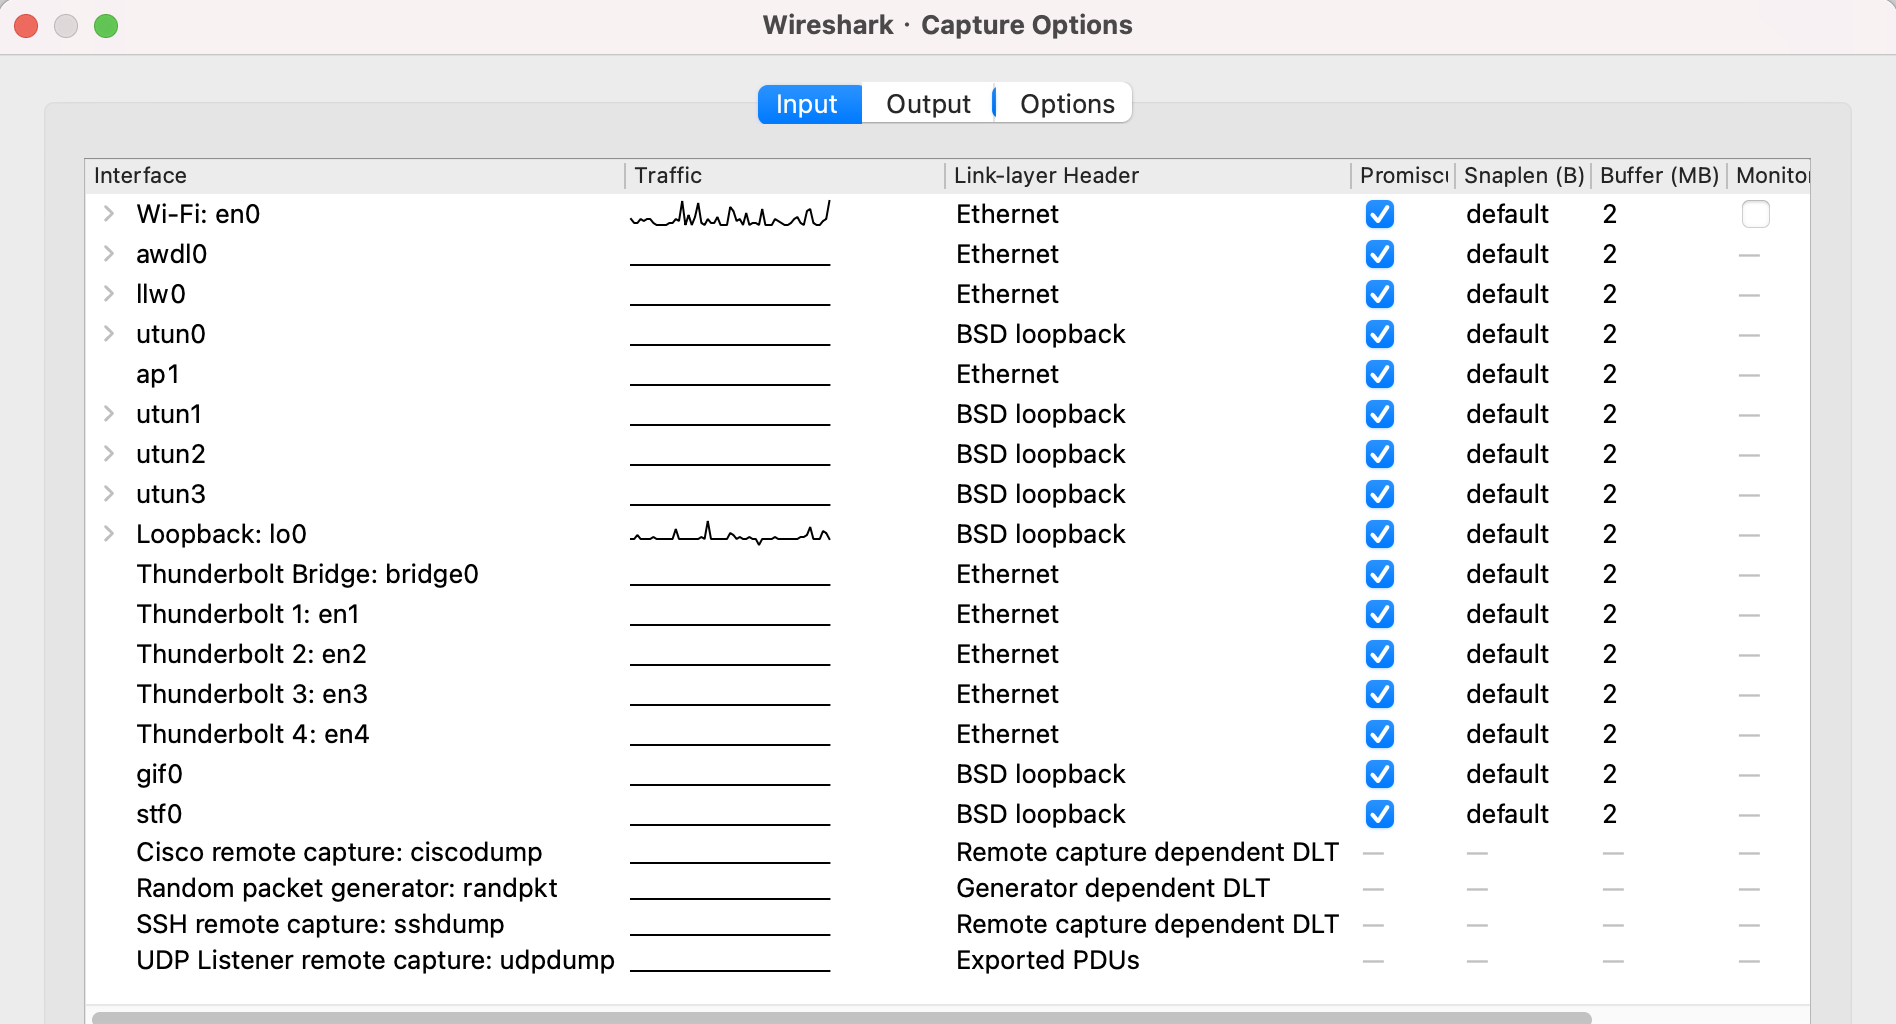 Wireshark · Capture Options
Input Output Options
Interface Traffic Link-layer Header Promiscu Snaplen (B) Buffer (MB) Monitor
Wi-Fi: en0 Ethernet default 2
awdl0 Ethernet default 2 —
llw0 Ethernet default 2 —
utun0 BSD loopback default 2 —
ap1 Ethernet default 2 —
utun1 BSD loopback default 2 —
utun2 BSD loopback default 2 —
utun3 BSD loopback default 2 —
Loopback: lo0 BSD loopback default 2 —
Thunderbolt Bridge: bridge0 Ethernet default 2 —
Thunderbolt 1: en1 Ethernet default 2 —
Thunderbolt 2: en2 Ethernet default 2 —
Thunderbolt 3: en3 Ethernet default 2 —
Thunderbolt 4: en4 Ethernet default 2 —
gif0 BSD loopback default 2 —
stf0 BSD loopback default 2 —
Cisco remote capture: ciscodump Remote capture dependent DLT — — — —
Random packet generator: randpkt Generator dependent DLT — — — —
SSH remote capture: sshdump Remote capture dependent DLT — — — —
UDP Listener remote capture: udpdump Exported PDUs — — — —